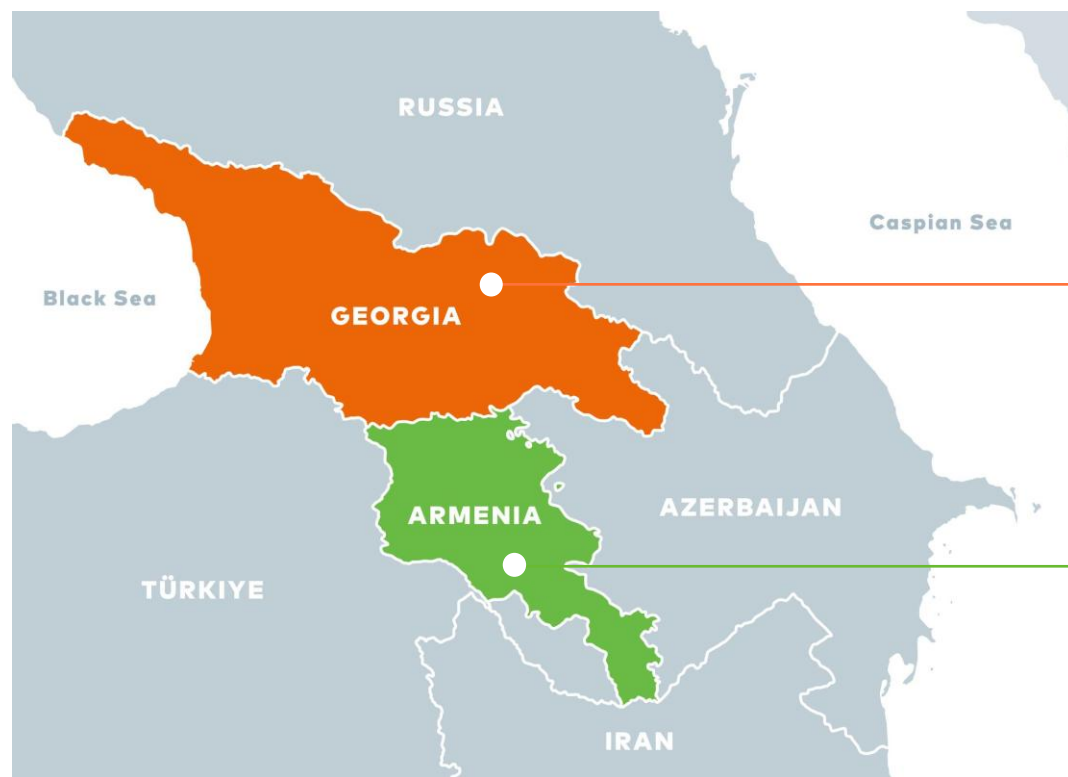 RUSSIA
Caspian Sea
Black Sea
GEORGIA
AZERBAIJAN
ARMENIA
TÜRKIYE
IRAN